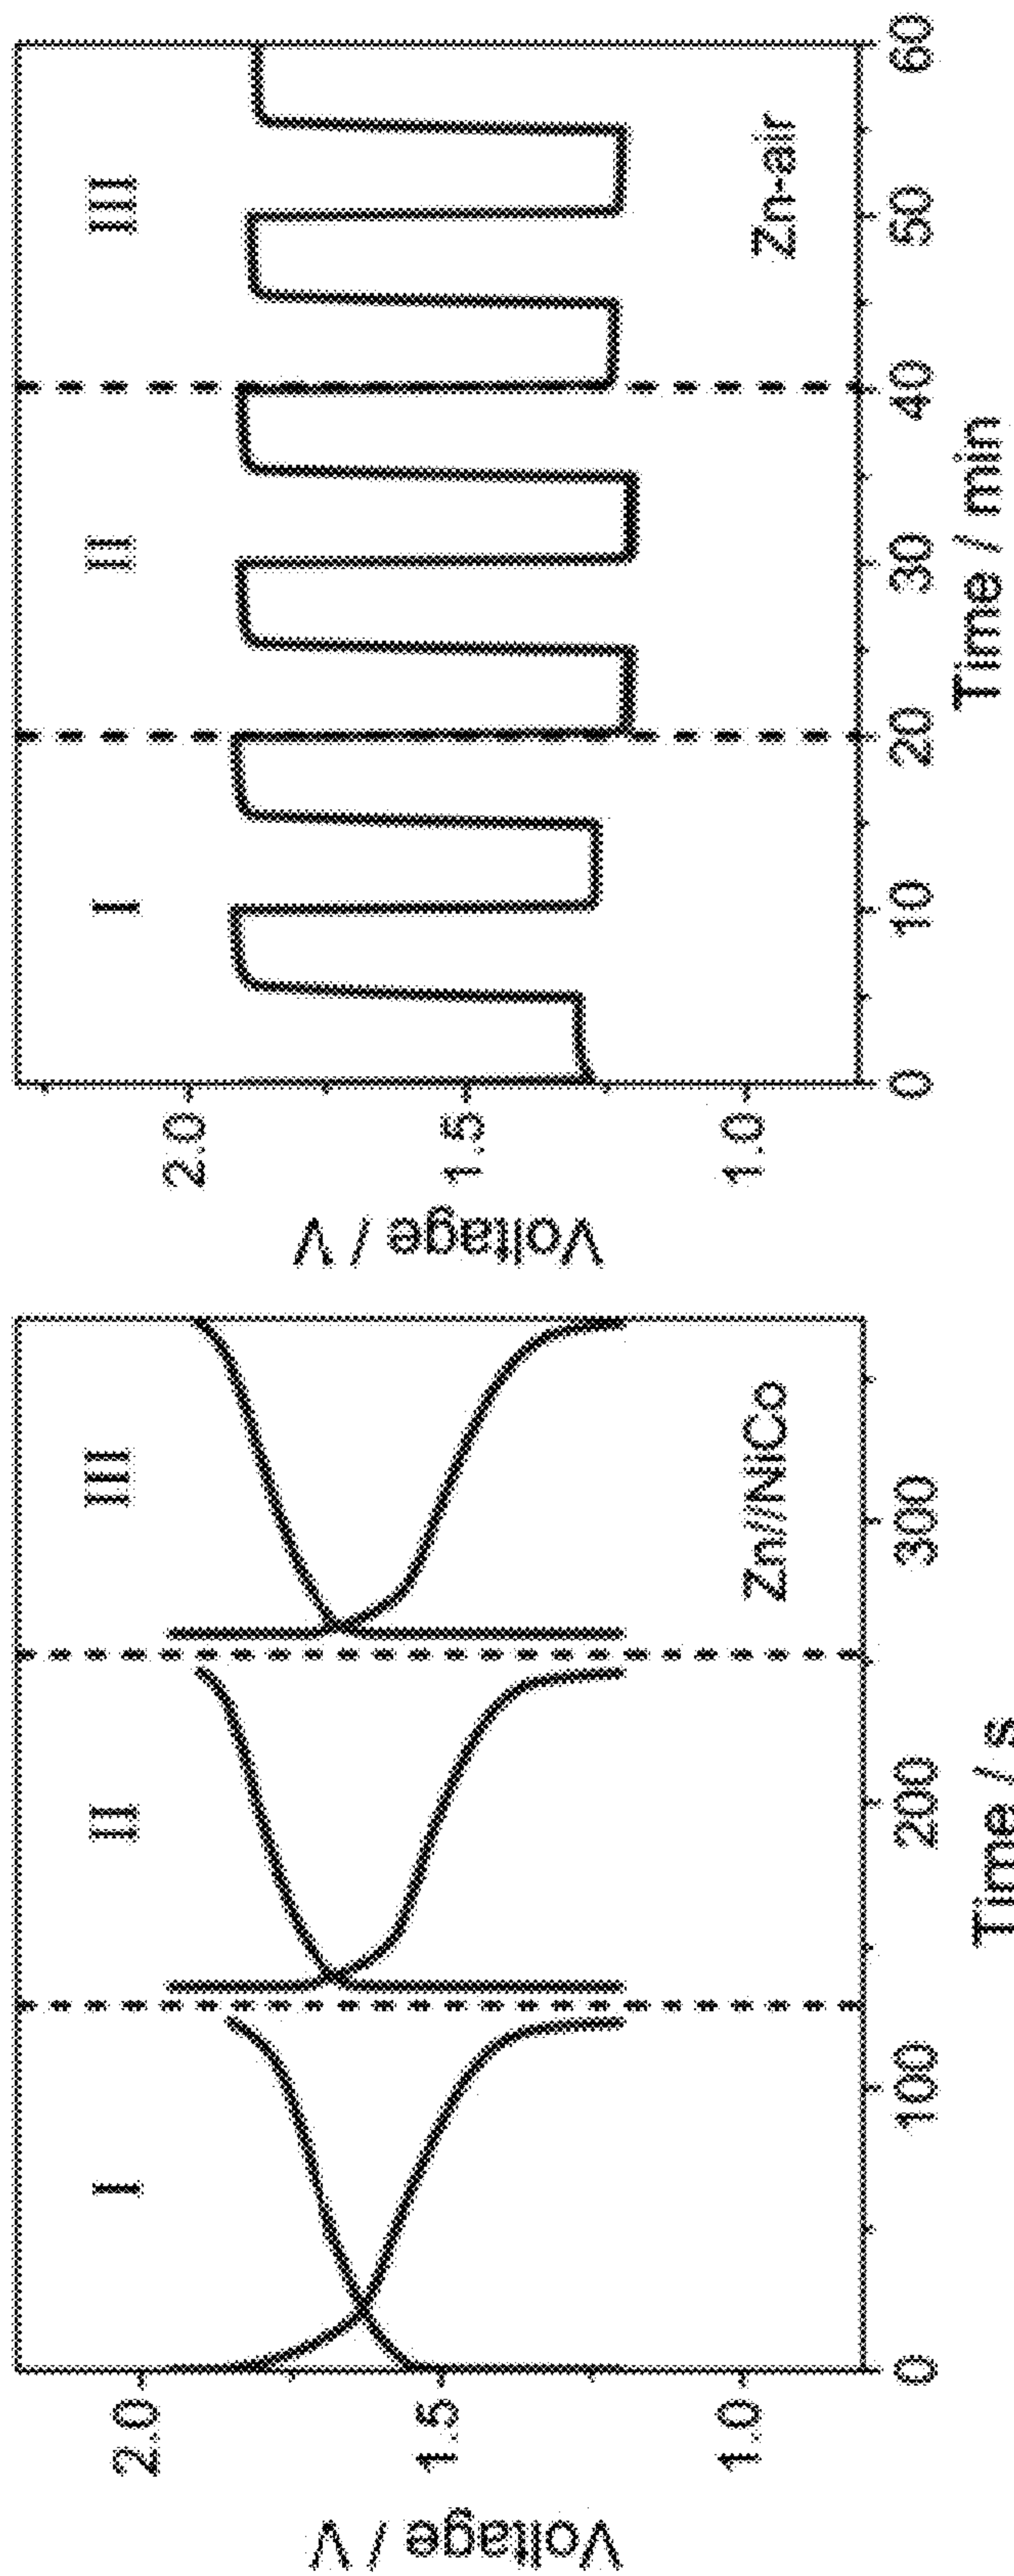 Voltage / V
2.0
1.5
1.0
I
II
III
Zn//NiCo
0
100
200
300
Time / s
Voltage / V
2.0
1.5
1.0
I
II
III
Zn-air
0
10
20
30
40
50
60
Time / min